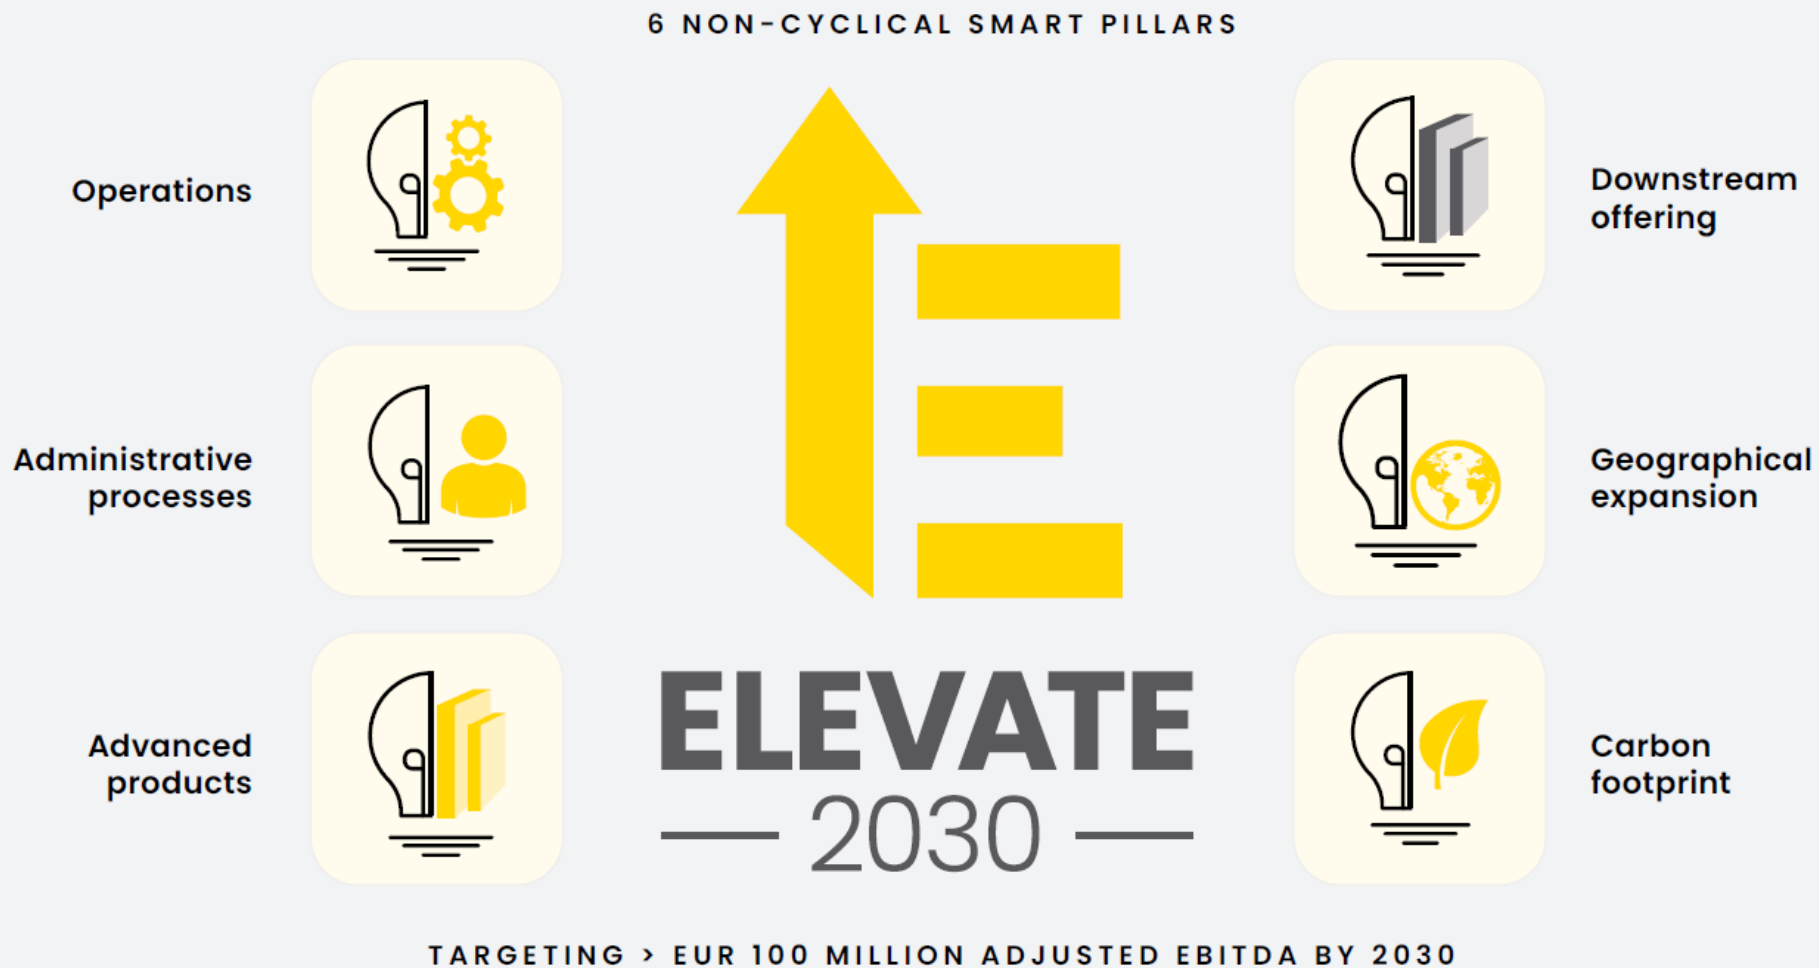 6 NON-CYCLICAL SMART PILLARS
Operations
Administrative
processes
Advanced
products
ELEVATE
2030
Downstream
offering
Geographical
expansion
Carbon
footprint
TARGETING > EUR 100 MILLION ADJUSTED EBITDA BY 2030